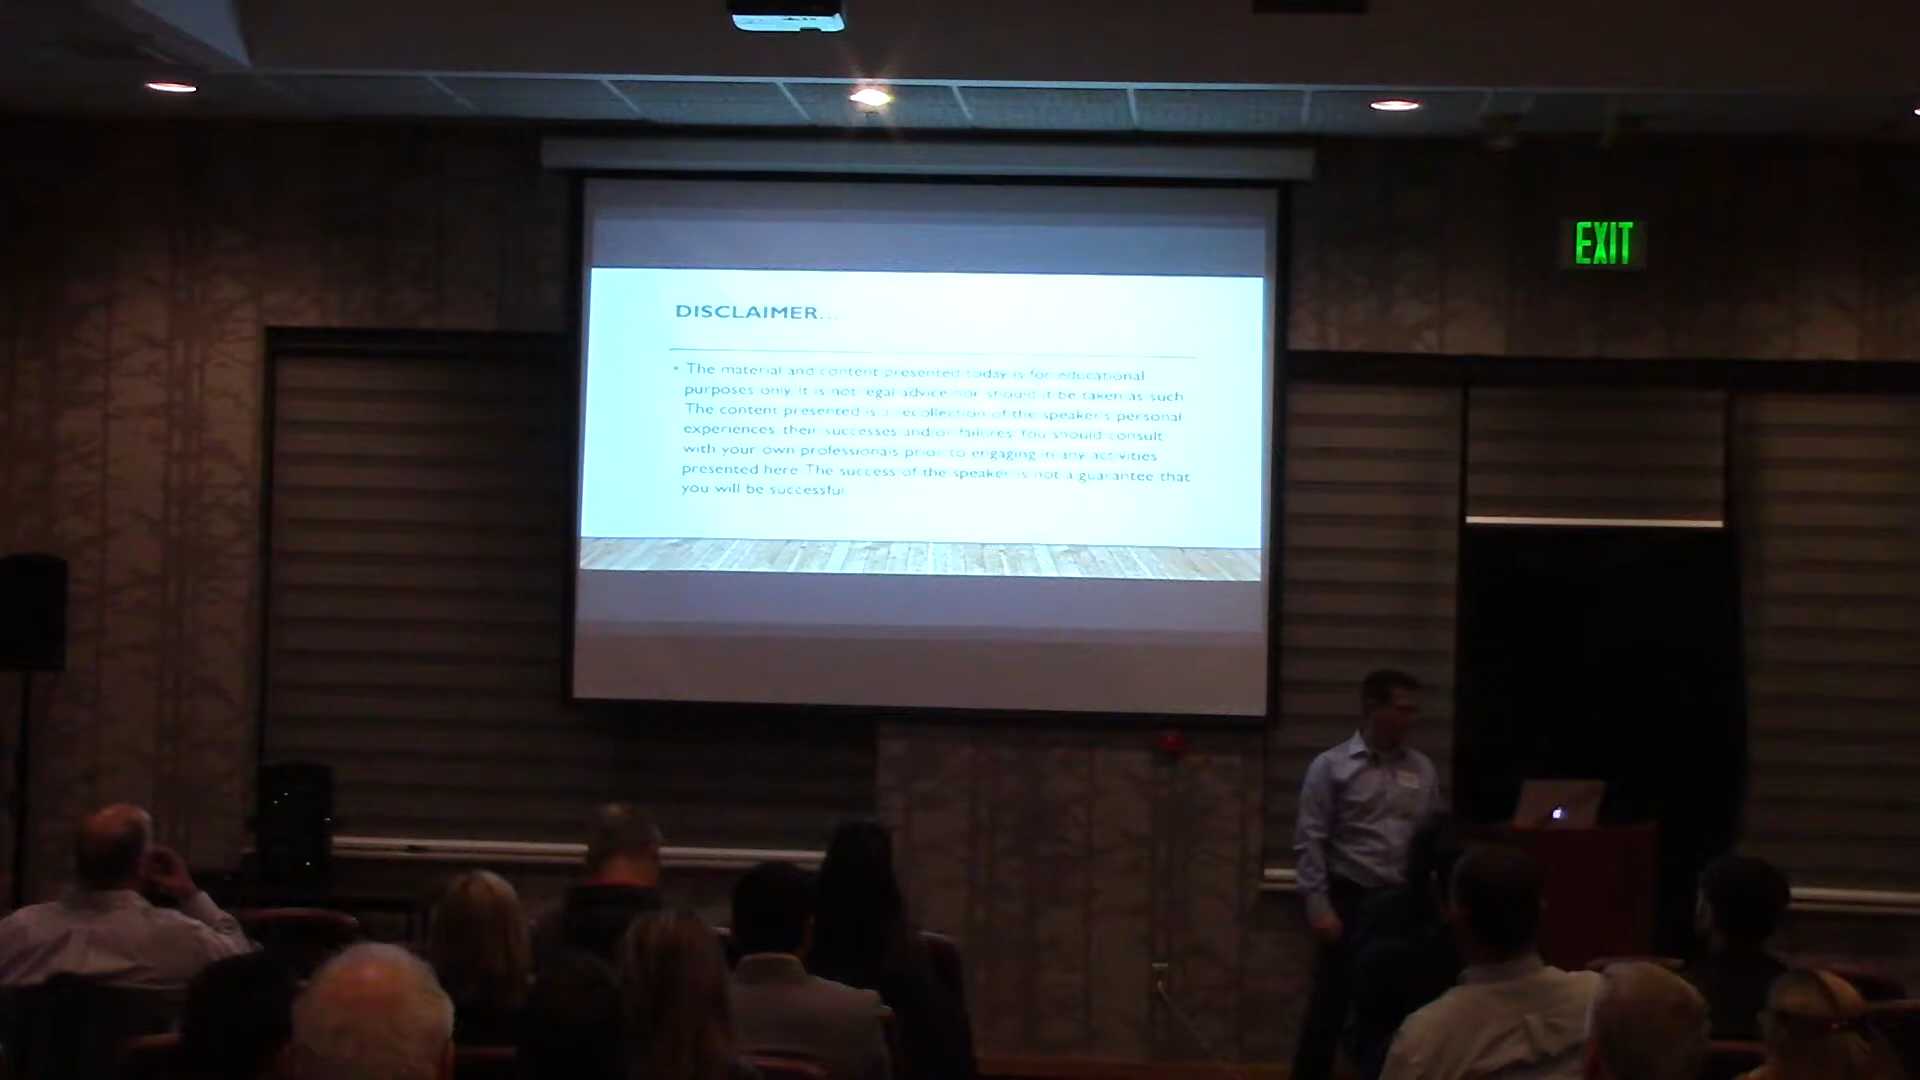 EXIT
DISCLAIMER...
• The material and content presented today is for educational
purposes only. It is not legal advice nor should it be taken as such.
The content presented is a recollection of the speaker's personal
experiences, their successes and/or failures. You should consult
with your own professionals prior to engaging in any activities
presented here. The success of the speaker is not a guarantee that
you will be successful.